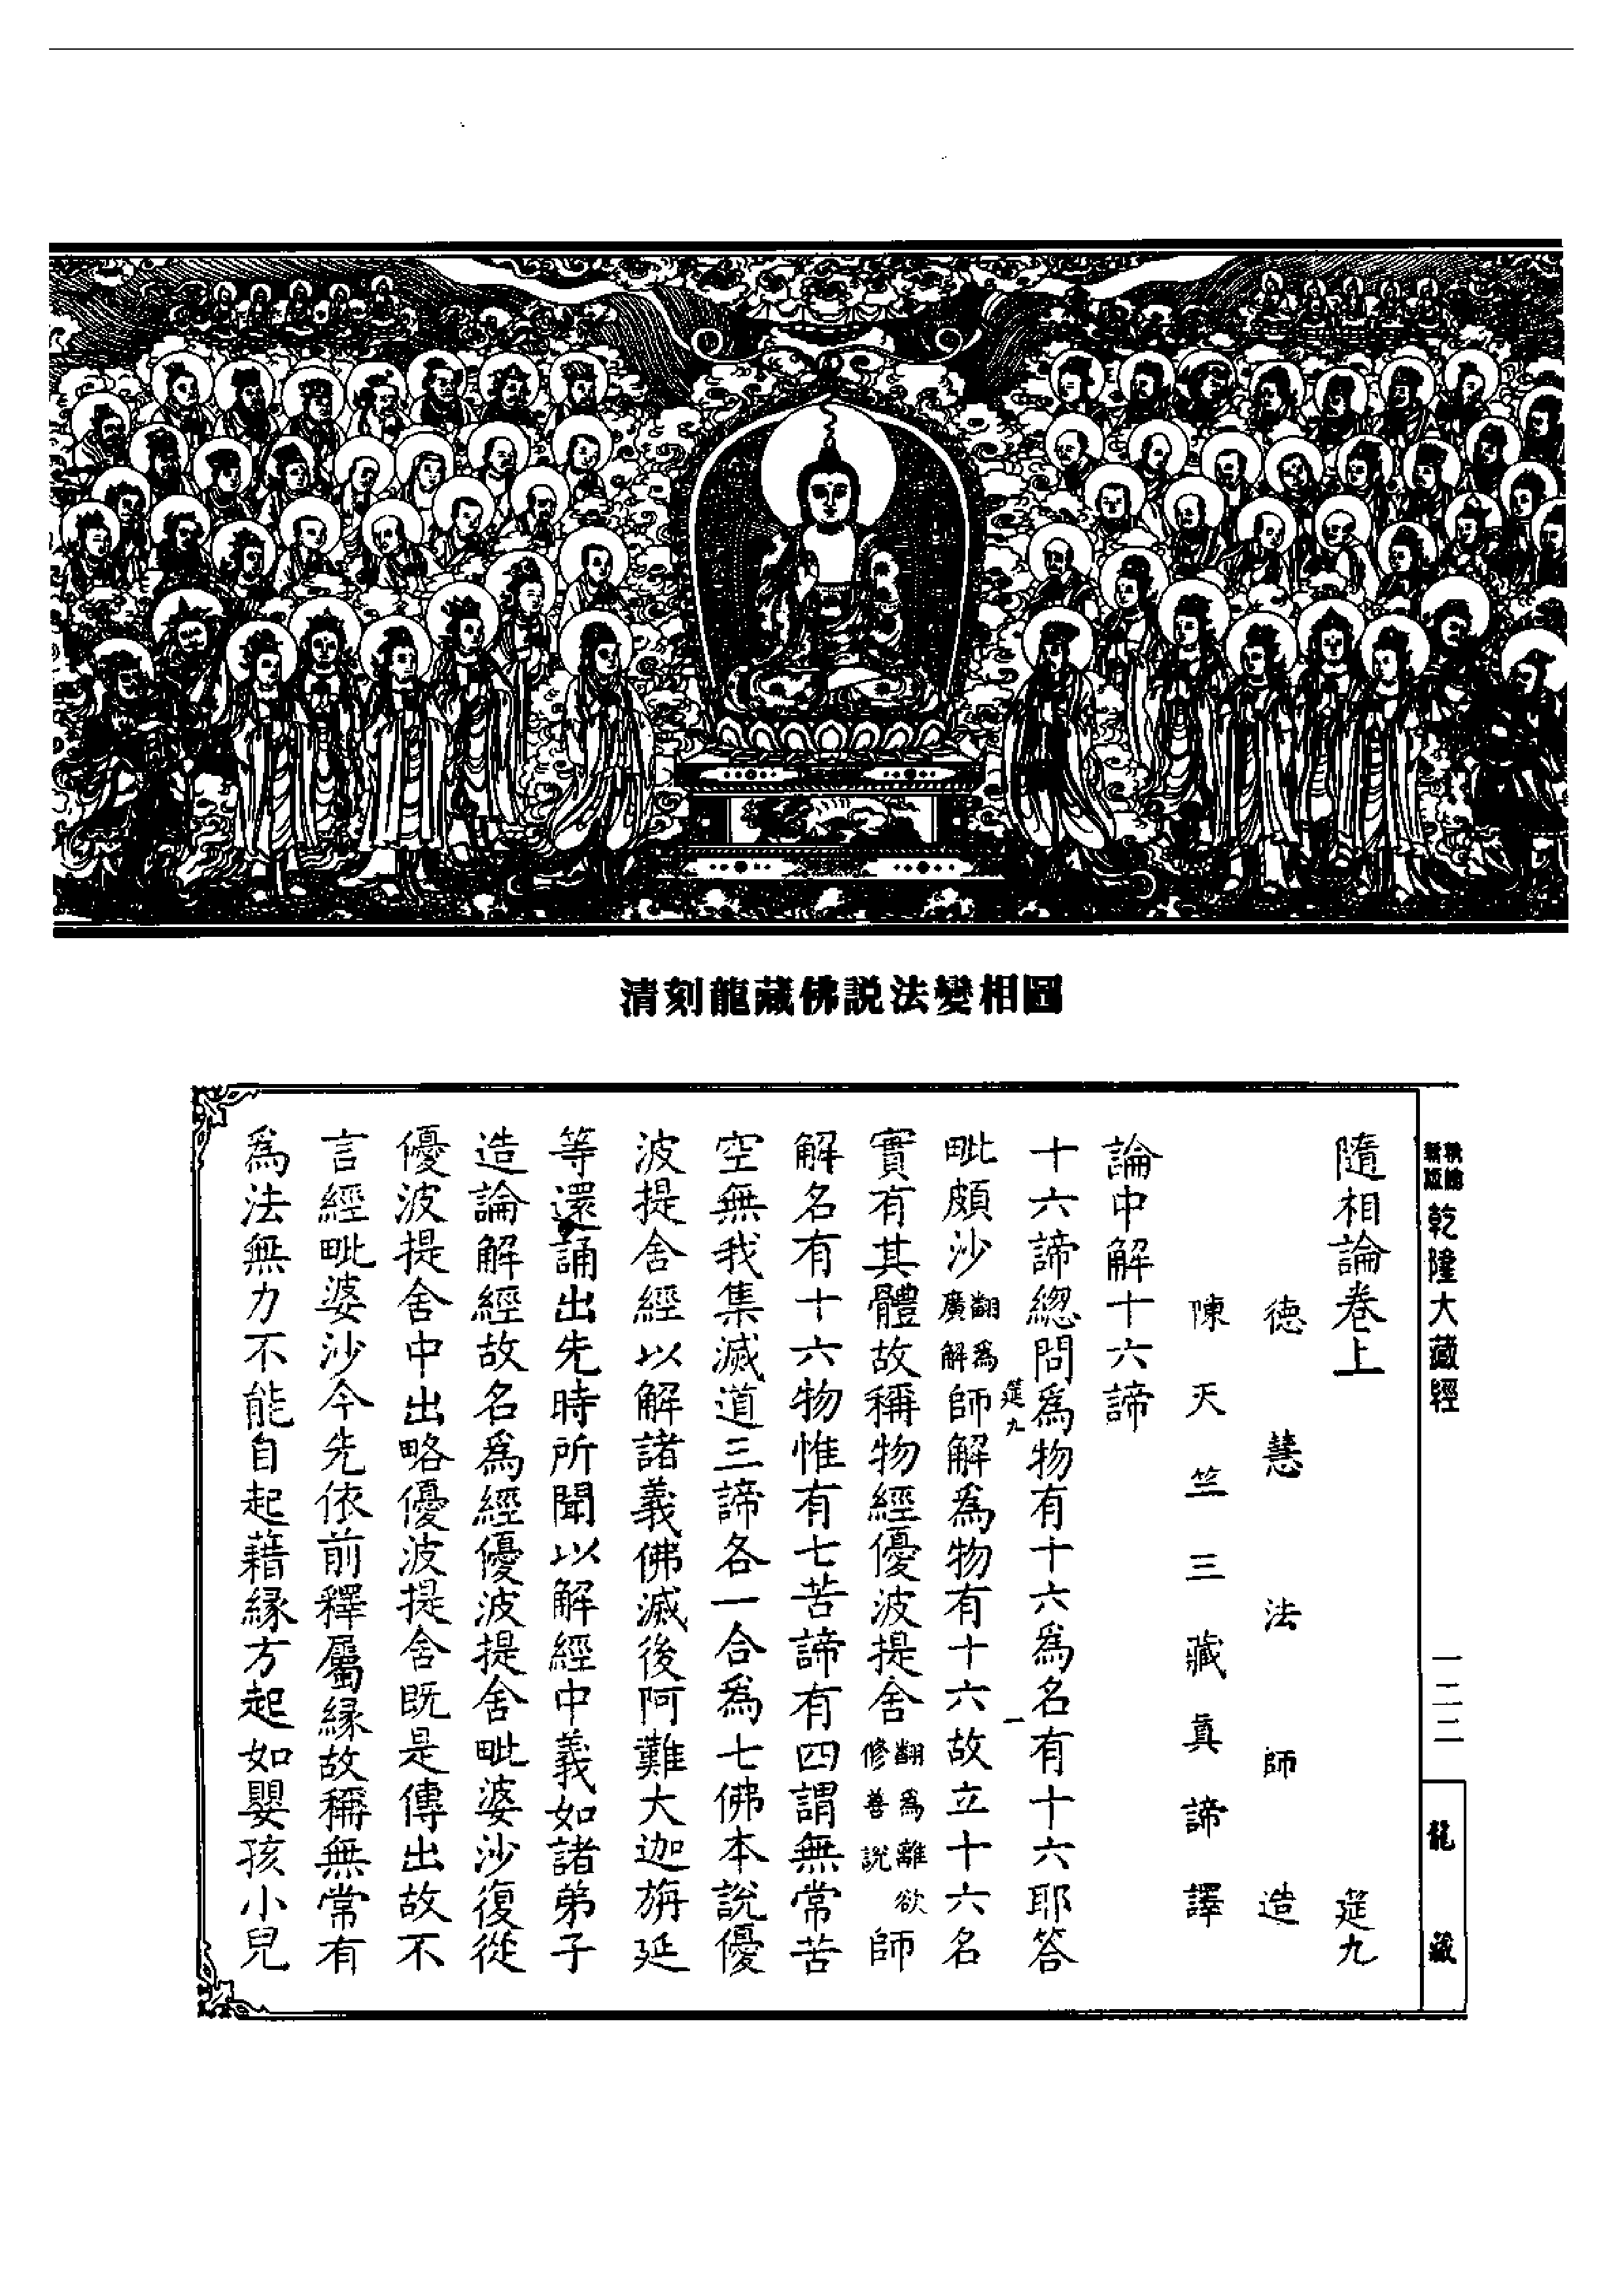 清刻龍藏佛説法變相圖
乾隆大藏經
一二二
龍藏
隨相論卷上 筵九
德慧法師造
陳天竺三藏真諦譯
論中解十六諦
十六諦總問爲物有十六爲名有十六耶答
筵九
一
毗頗沙翻爲廣解師解爲物有十六故立十六名
實有其體故稱物經優波提舍翻爲離欲修善說師
解名有十六物惟有七苦諦有四謂無常苦
空無我集滅道三諦各一合爲七佛本說優
波提舍經以解諸義佛滅後阿難大迦旃延
等還誦出先時所聞以解經中義如諸弟子
造論解經故名爲經優波提舍毗婆沙復從
優波提舍中出略優波提舍既是傳出故不
言經毗婆沙今先依前釋屬緣故稱無常有
爲法無力不能自起藉緣方起如嬰孩小兒